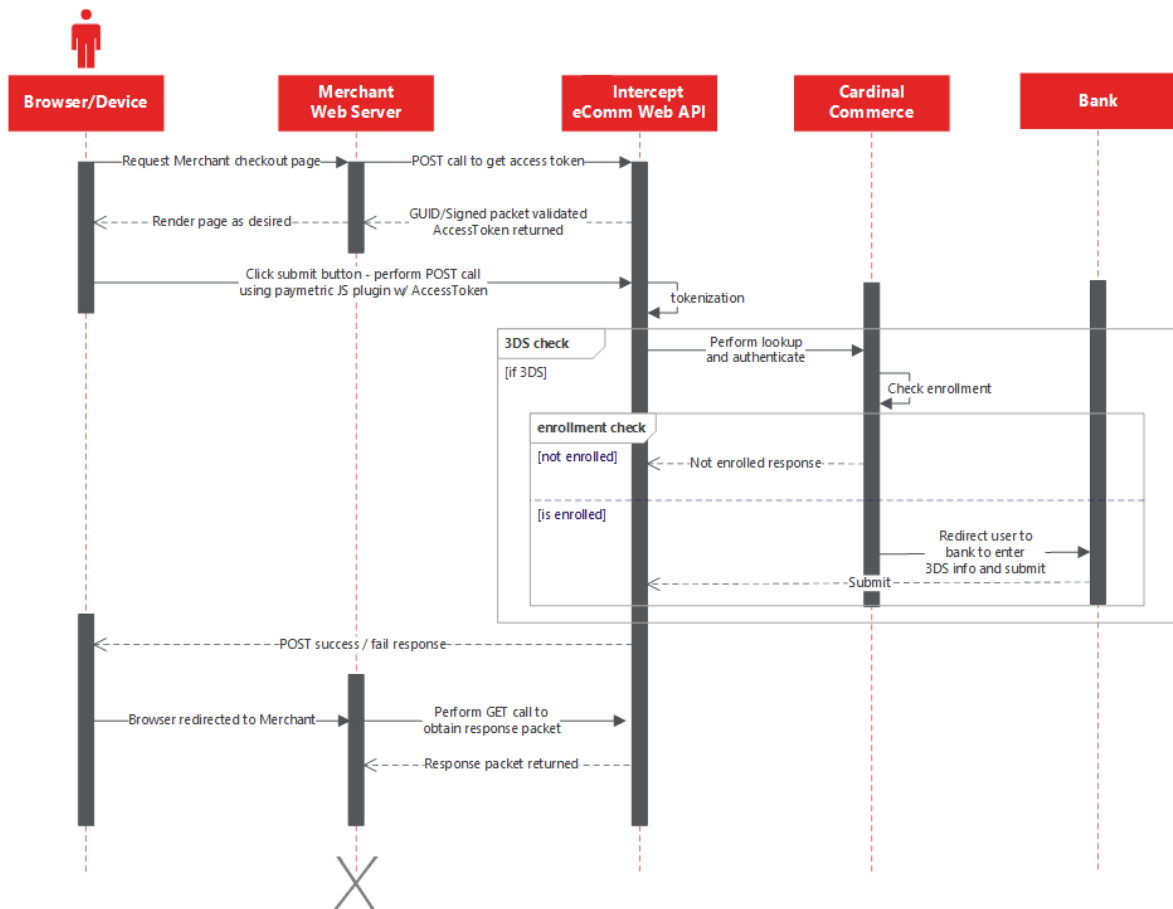 Browser/Device
Merchant
Web Server
Intercept
eComm Web API
Cardinal
Commerce
Bank
Request Merchant checkout page
POST call to get access token
Render page as desired
GUID/Signed packet validated
AccessToken returned
Click submit button - perform POST call
using paymetric JS plugin w/ AccessToken
tokenization
3DS check
Perform lookup
and authenticate
[if 3DS]
Check enrollment
enrollment check
[not enrolled]
Not enrolled response
[is enrolled]
Redirect user to
bank to enter
3DS info and submit
Submit
POST success / fail response
Browser redirected to Merchant
Perform GET call to
obtain response packet
Response packet returned